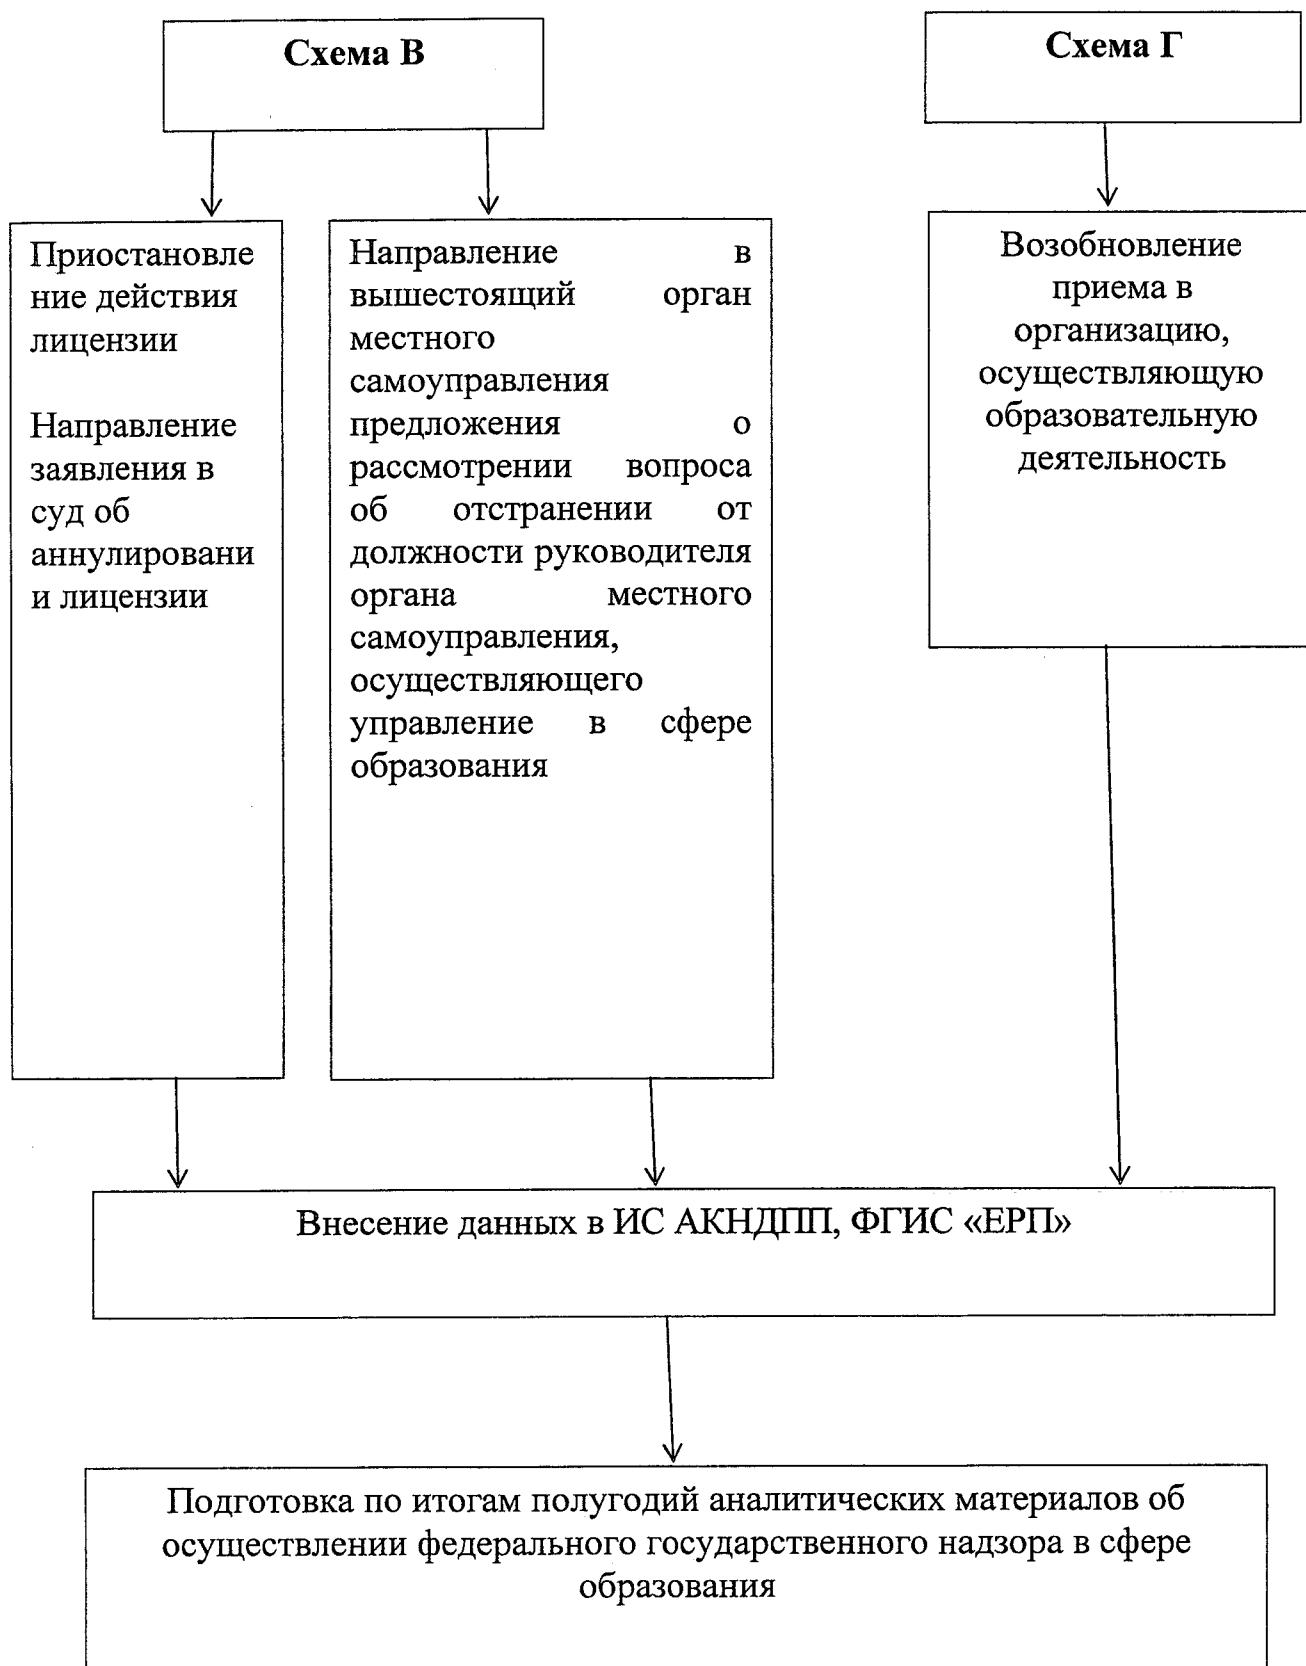 Схема В
Схема Г
Приостановле
ние действия
лицензии
Направление
заявления в
суд об
аннулировани
и лицензии
Направление в
вышестоящий орган
местного
самоуправления
предложения о
рассмотрении вопроса
об отстранении от
должности руководителя
органа местного
самоуправления,
осуществляющего
управление в сфере
образования
Возобновление
приема в
организацию,
осуществляющую
образовательную
деятельность
Внесение данных в ИС АКНДПП, ФГИС «ЕРП»
Подготовка по итогам полугодий аналитических материалов об
осуществлении федерального государственного надзора в сфере
образования